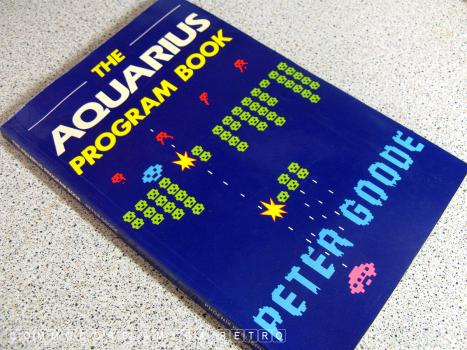 THE
AQUARIUS
PROGRAM BOOK
PETER GOODE